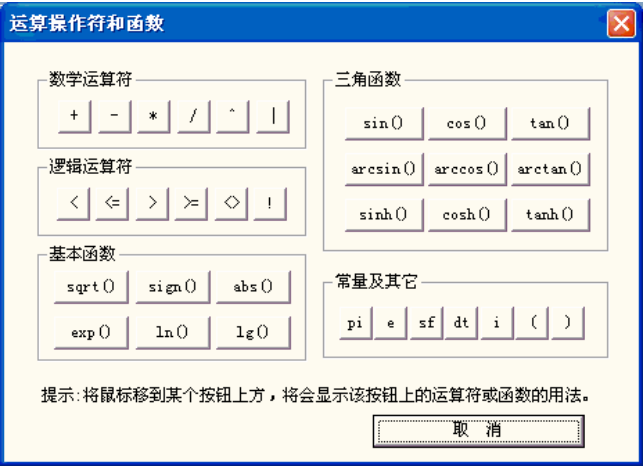 运算操作符和函数
数学运算符
+ - * / ^ |
逻辑运算符
< <= > >= <> !
基本函数
sqrt() sign() abs()
exp() ln() lg()
三角函数
sin() cos() tan()
arcsin() arccos() arctan()
sinh() cosh() tanh()
常量及其它
pi e sf dt i ( )
提示:将鼠标移到某个按钮上方，将会显示该按钮上的运算符或函数的用法。
取 消